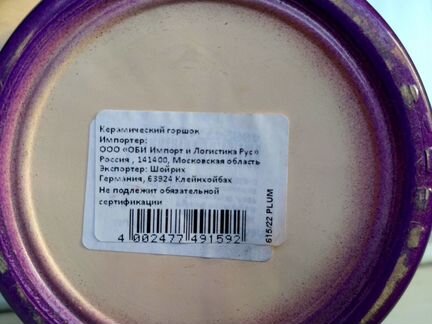 Керамический горшок
Импортер:
ООО «ОБИ Импорт и Логистика Рус»
Россия , 141400, Московская область
Экспортер: Шойрих
Германия, 63924 Клейнхойбах
Не подлежит обязательной
сертификации
4 002477 491592
615/22 PLUM